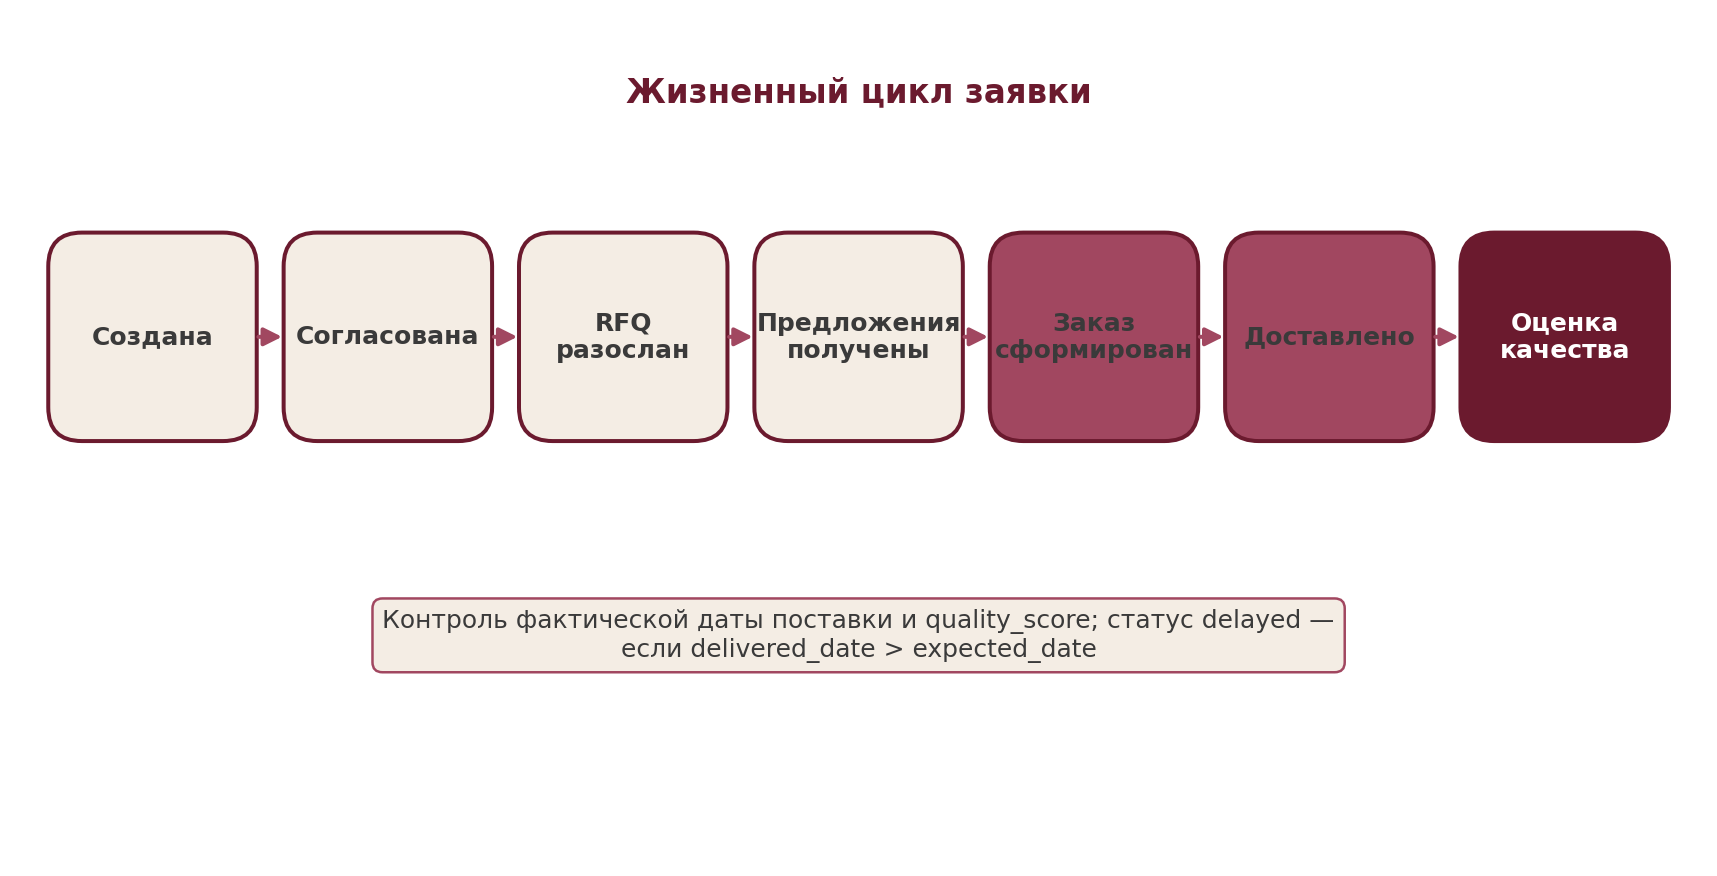 Жизненный цикл заявки
Создана
Согласована
RFQ
разослан
Предложения
получены
Заказ
сформирован
Доставлено
Оценка
качества
Контроль фактической даты поставки и quality_score; статус delayed —
если delivered_date > expected_date